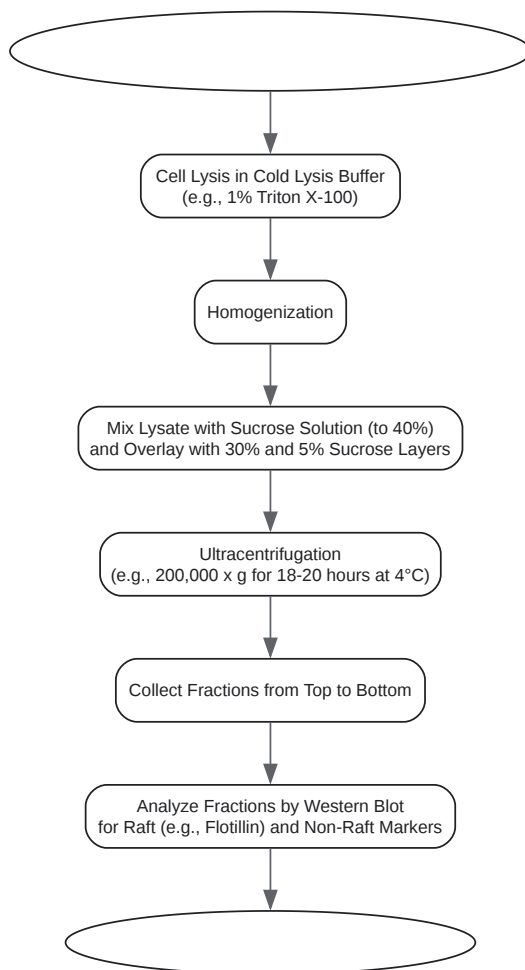 Cell Lysis in Cold Lysis Buffer
(e.g., 1% Triton X-100)
Homogenization
Mix Lysate with Sucrose Solution (to 40%)
and Overlay with 30% and 5% Sucrose Layers
Ultracentrifugation
(e.g., 200,000 x g for 18-20 hours at 4°C)
Collect Fractions from Top to Bottom
Analyze Fractions by Western Blot
for Raft (e.g., Flotillin) and Non-Raft Markers